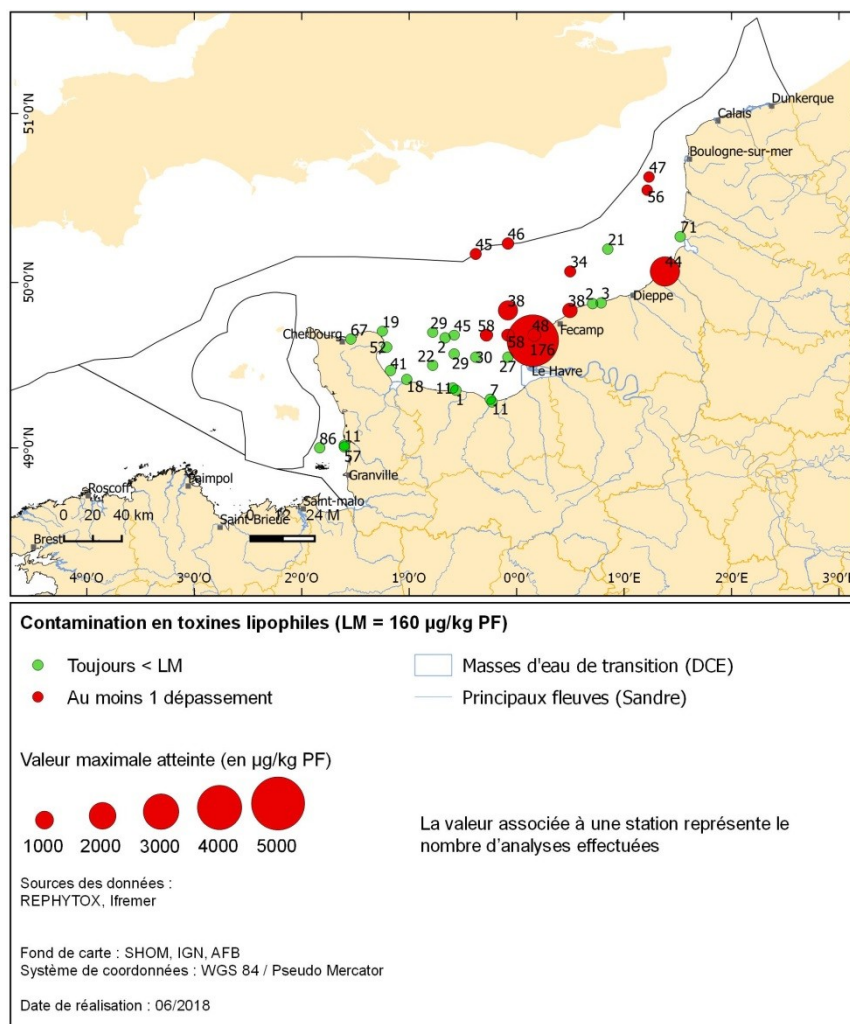 51°0'N
50°0'N
49°0'N
Dunkerque
Calais
Boulogne-sur-mer
47
56
71
46
45
21
34
44
2 3
Dieppe
38
38
Fecamp
19
67
Cherbourg
29 45
58
48
52
2
58
176
41
22
29
30
27
Le Havre
18
11
1
7
11
86
11
57
Granville
Paimpol
Roscoff
Saint-malo
0 20 40 km
Saint-Brieuc
0 12 24 M
Brest
4°0'O 3°0'O 2°0'O 1°0'O 0°0'E 1°0'E 2°0'E 3°0'E
Contamination en toxines lipophiles (LM = 160 µg/kg PF)
Toujours < LM
Masses d'eau de transition (DCE)
Au moins 1 dépassement
Principaux fleuves (Sandre)
Valeur maximale atteinte (en µg/kg PF)
1000 2000 3000 4000 5000
La valeur associée à une station représente le
nombre d'analyses effectuées
Sources des données :
REPHYTOX, Ifremer
Fond de carte : SHOM, IGN, AFB
Système de coordonnées : WGS 84 / Pseudo Mercator
Date de réalisation : 06/2018